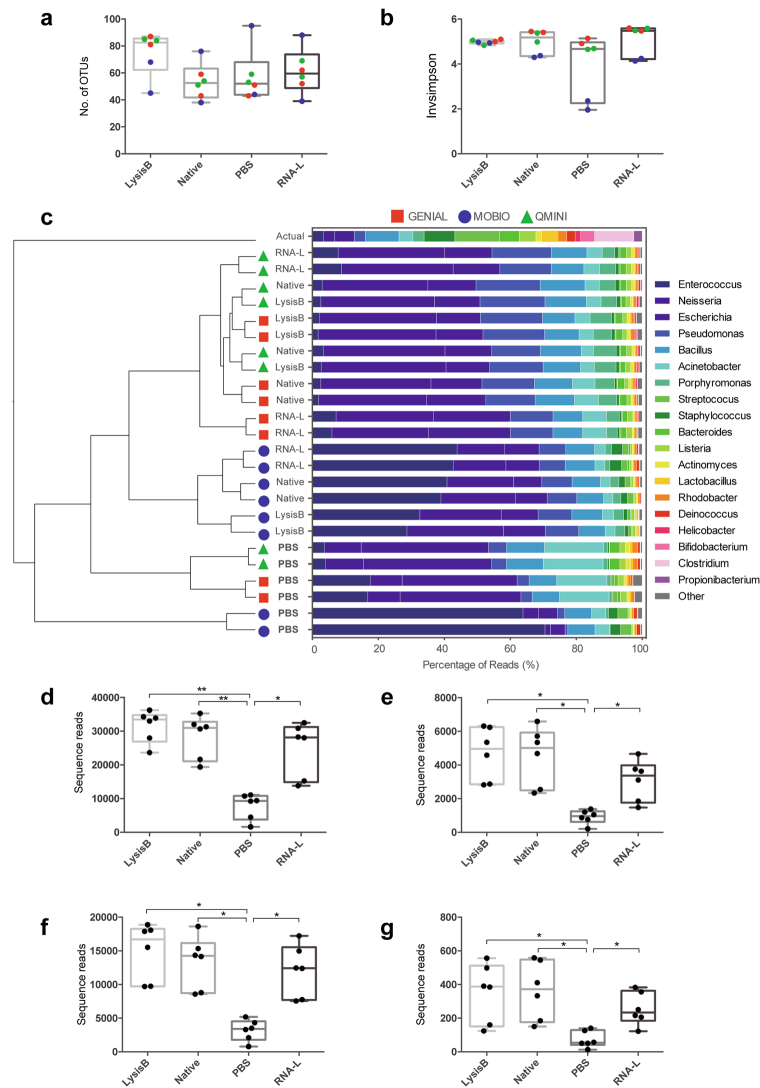 a
No. of OTUs
100
80
60
40
20
0
LysisB
Native
PBS
RNA-L
b
Invsimpson
6
4
2
0
LysisB
Native
PBS
RNA-L
c
GENIAL MOBIO QMINI
Actual
RNA-L
RNA-L
Native
LysisB
LysisB
LysisB
Native
LysisB
Native
Native
RNA-L
RNA-L
RNA-L
RNA-L
Native
Native
LysisB
LysisB
PBS
PBS
PBS
PBS
PBS
PBS
0 20 40 60 80 100
Percentage of Reads (%)
Enterococcus
Neisseria
Escherichia
Pseudomonas
Bacillus
Acinetobacter
Porphyromonas
Streptococus
Staphylococcus
Bacteroides
Listeria
Actinomyces
Lactobacillus
Rhodobacter
Deinococcus
Helicobacter
Bifidobacterium
Clostridium
Propionibacterium
Other
d
Sequence reads
40000
30000
20000
10000
0
**
**
*
LysisB
Native
PBS
RNA-L
e
Sequence reads
8000
6000
4000
2000
0
*
*
*
LysisB
Native
PBS
RNA-L
f
Sequence reads
20000
15000
10000
5000
0
*
*
*
LysisB
Native
PBS
RNA-L
g
Sequence reads
800
600
400
200
0
*
*
*
LysisB
Native
PBS
RNA-L